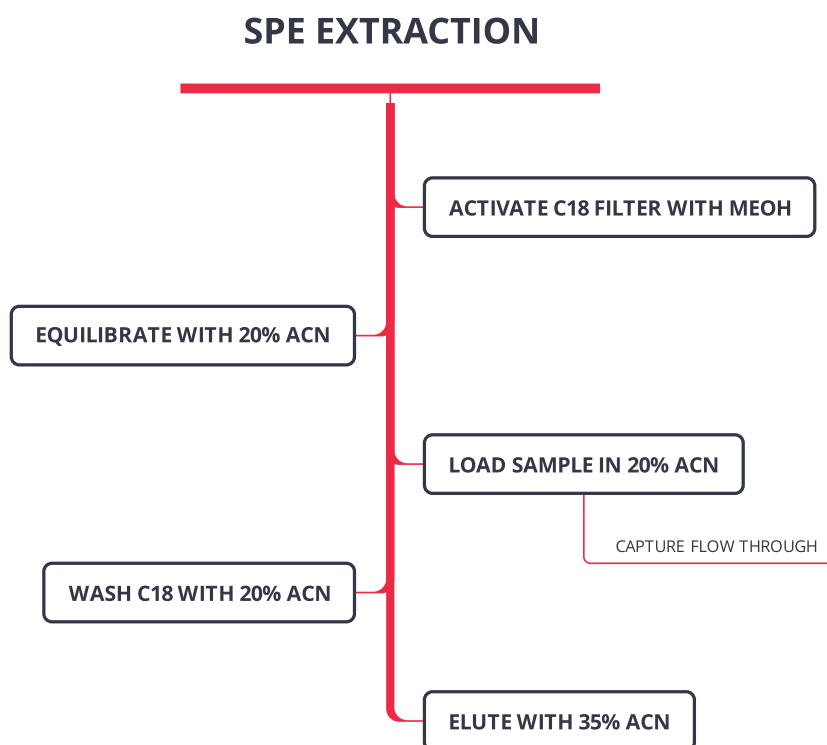 SPE EXTRACTION
ACTIVATE C18 FILTER WITH MEOH
EQUILIBRATE WITH 20% ACN
LOAD SAMPLE IN 20% ACN
CAPTURE FLOW THROUGH
WASH C18 WITH 20% ACN
ELUTE WITH 35% ACN